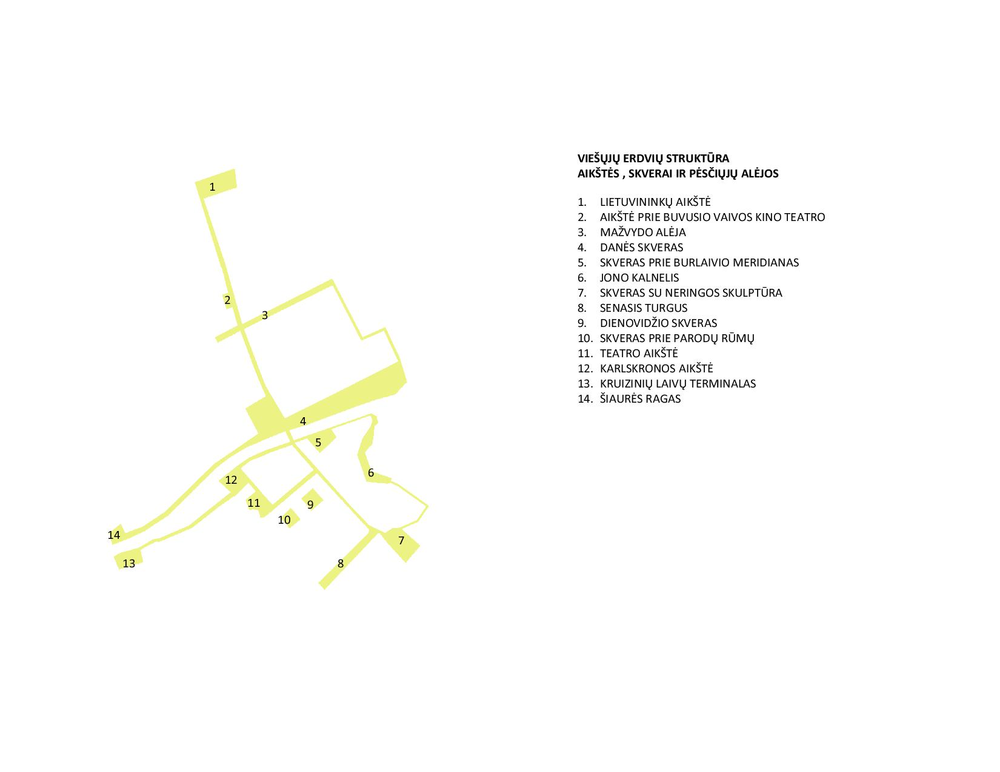 VIEŠŲJŲ ERDVIŲ STRUKTŪRA
AIKŠTĖS , SKVERAI IR PĖSČIŲJŲ ALĖJOS
1. LIETUVININKŲ AIKŠTĖ
2. AIKŠTĖ PRIE BUVUSIO VAIVOS KINO TEATRO
3. MAŽVYDO ALĖJA
4. DANĖS SKVERAS
5. SKVERAS PRIE BURLAIVIO MERIDIANAS
6. JONO KALNELIS
7. SKVERAS SU NERINGOS SKULPTŪRA
8. SENASIS TURGUS
9. DIENOVIDŽIO SKVERAS
10. SKVERAS PRIE PARODŲ RŪMŲ
11. TEATRO AIKŠTĖ
12. KARLSKRONOS AIKŠTĖ
13. KRUIZINIŲ LAIVŲ TERMINALAS
14. ŠIAURĖS RAGAS
1
2
3
4
5
6
12
11
9
10
14
7
13
8